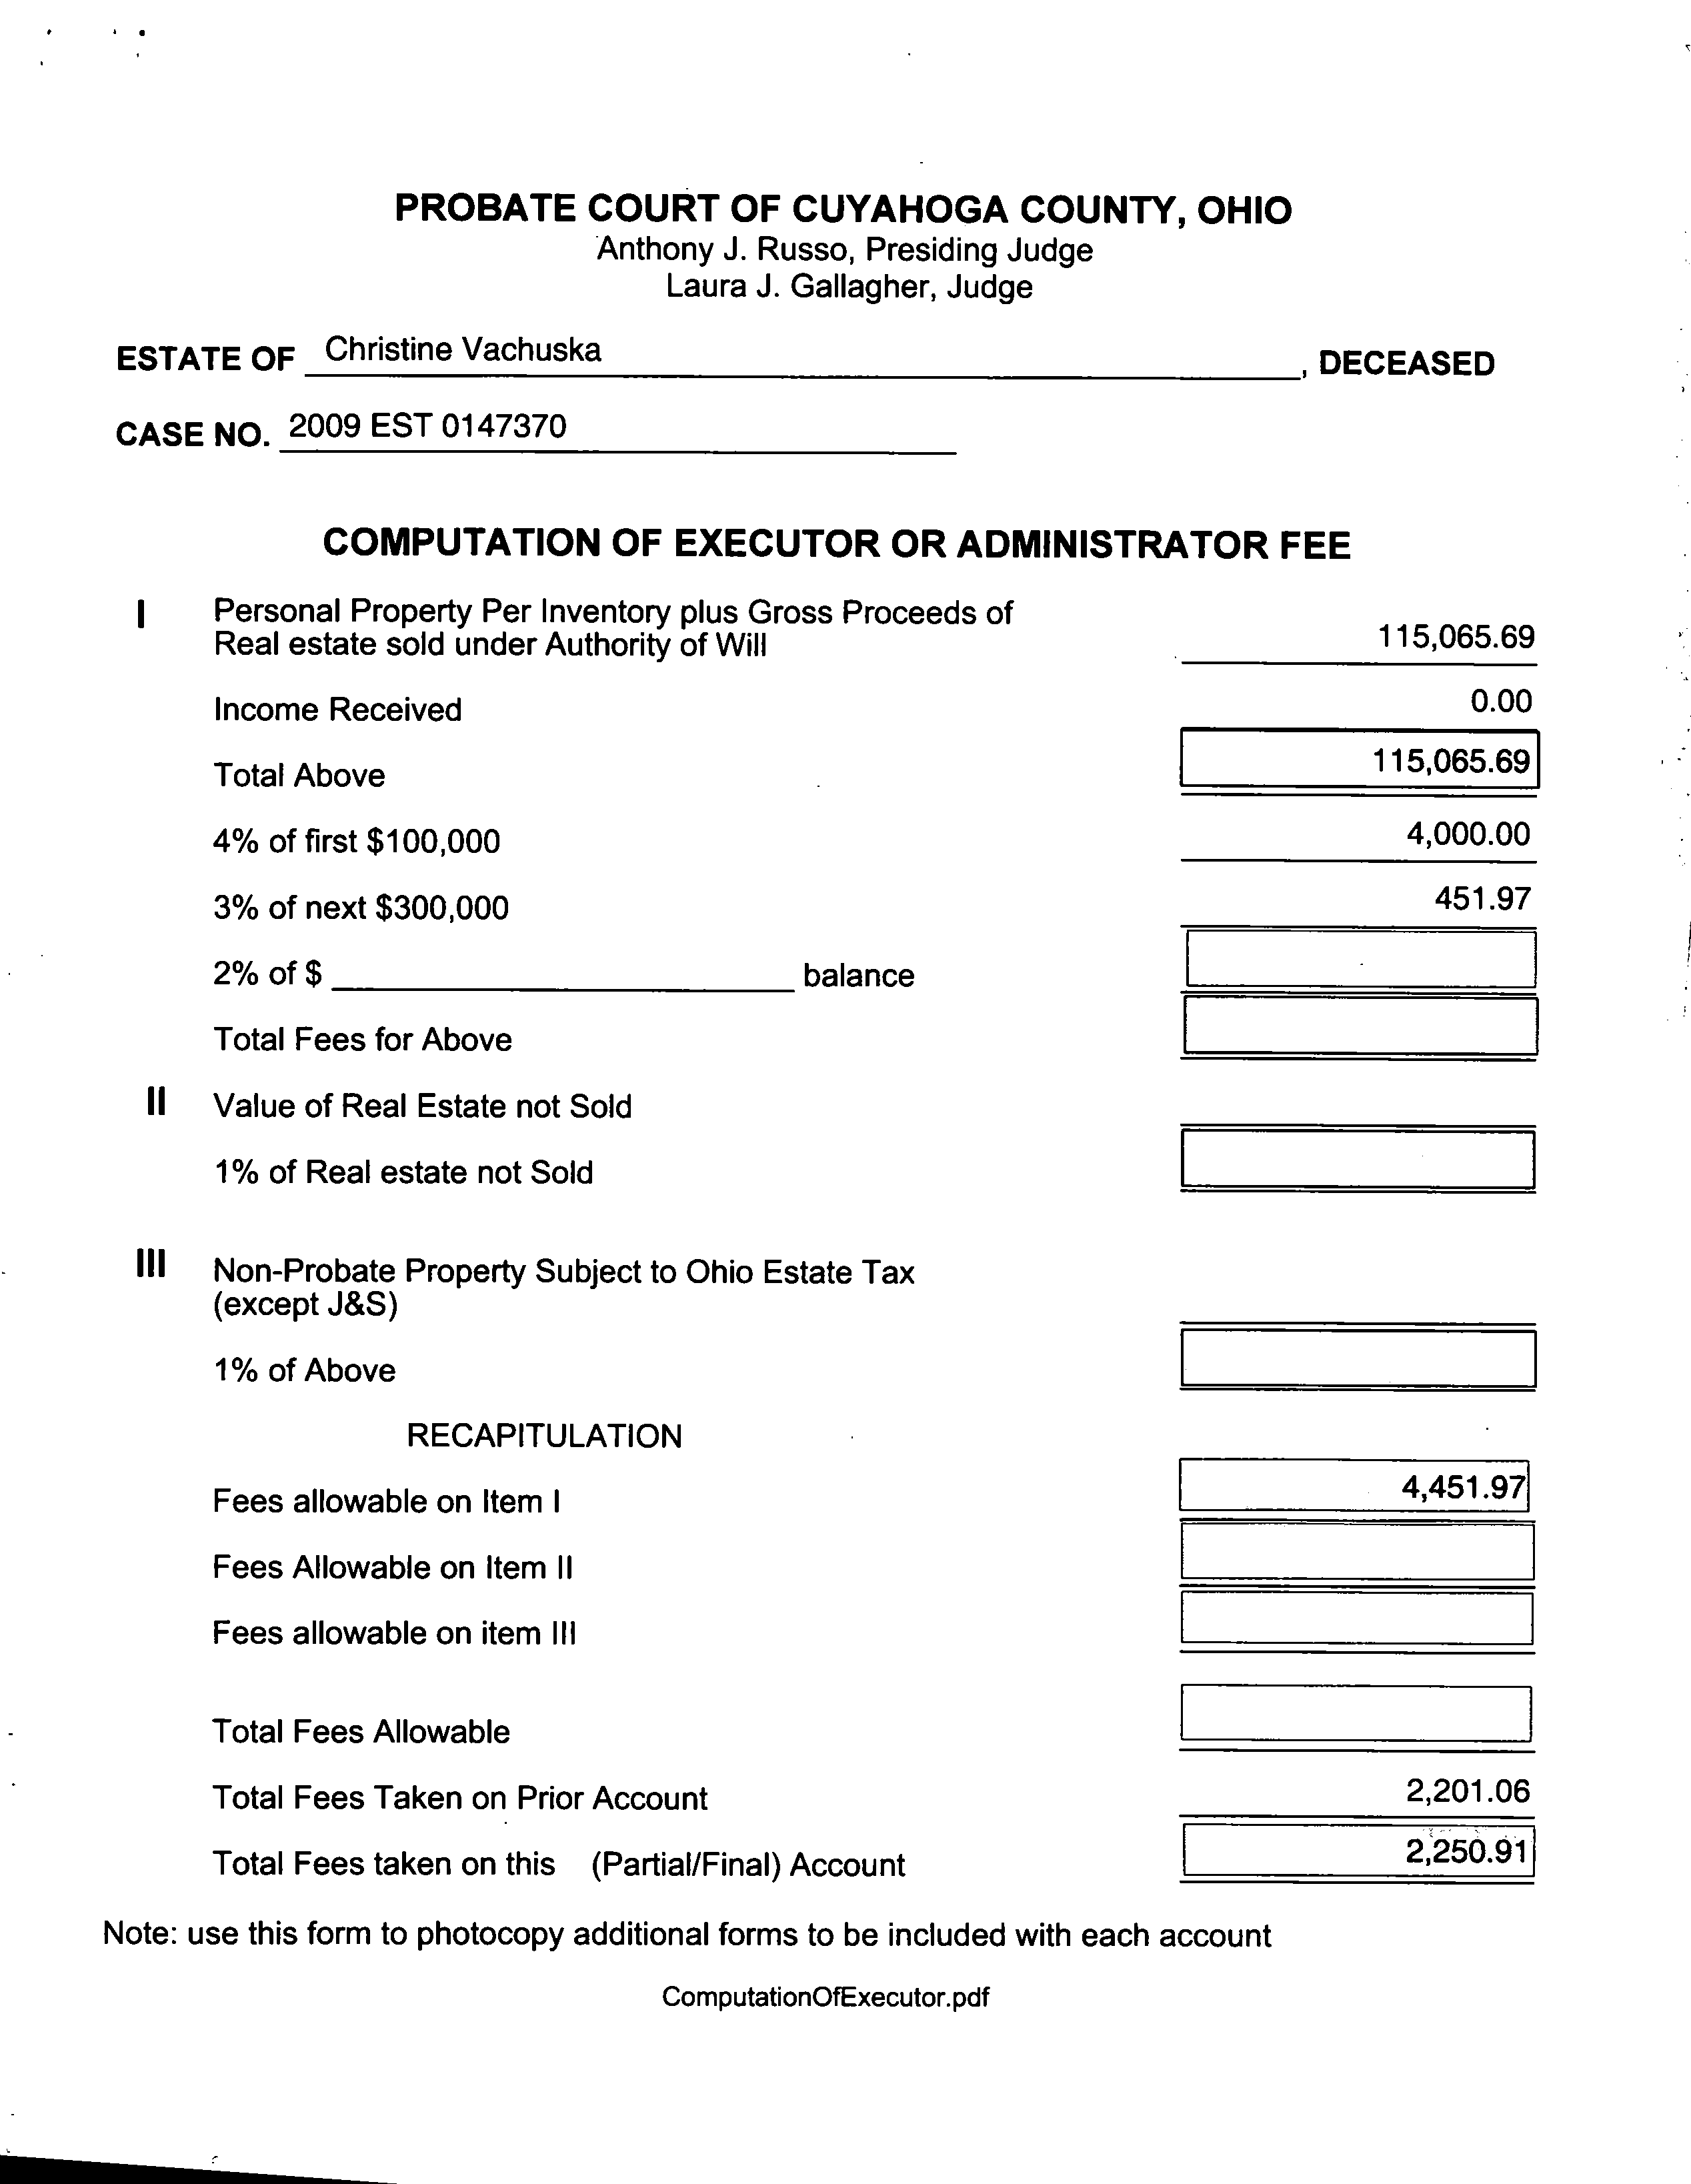 PROBATE COURT OF CUYAHOGA COUNTY, OHIO
Anthony J. Russo, Presiding Judge
Laura J. Gallagher, Judge
ESTATE OF Christine Vachuska , DECEASED
CASE NO. 2009 EST 0147370
COMPUTATION OF EXECUTOR OR ADMINISTRATOR FEE
I Personal Property Per Inventory plus Gross Proceeds of
Real estate sold under Authority of Will 115,065.69
Income Received 0.00
Total Above 115,065.69
4% of first $100,000 4,000.00
3% of next $300,000 451.97
2% of $ balance
Total Fees for Above
II Value of Real Estate not Sold
1% of Real estate not Sold
III Non-Probate Property Subject to Ohio Estate Tax
(except J&S)
1% of Above
RECAPITULATION
Fees allowable on Item I 4,451.97
Fees Allowable on Item II
Fees allowable on item III
Total Fees Allowable
Total Fees Taken on Prior Account 2,201.06
Total Fees taken on this (Partial/Final) Account 2,250.91
Note: use this form to photocopy additional forms to be included with each account
ComputationOfExecutor.pdf